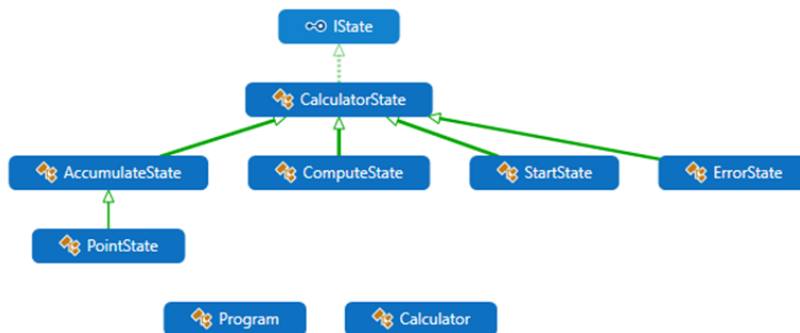 IState
CalculatorState
AccumulateState
ComputeState
StartState
ErrorState
PointState
Program
Calculator